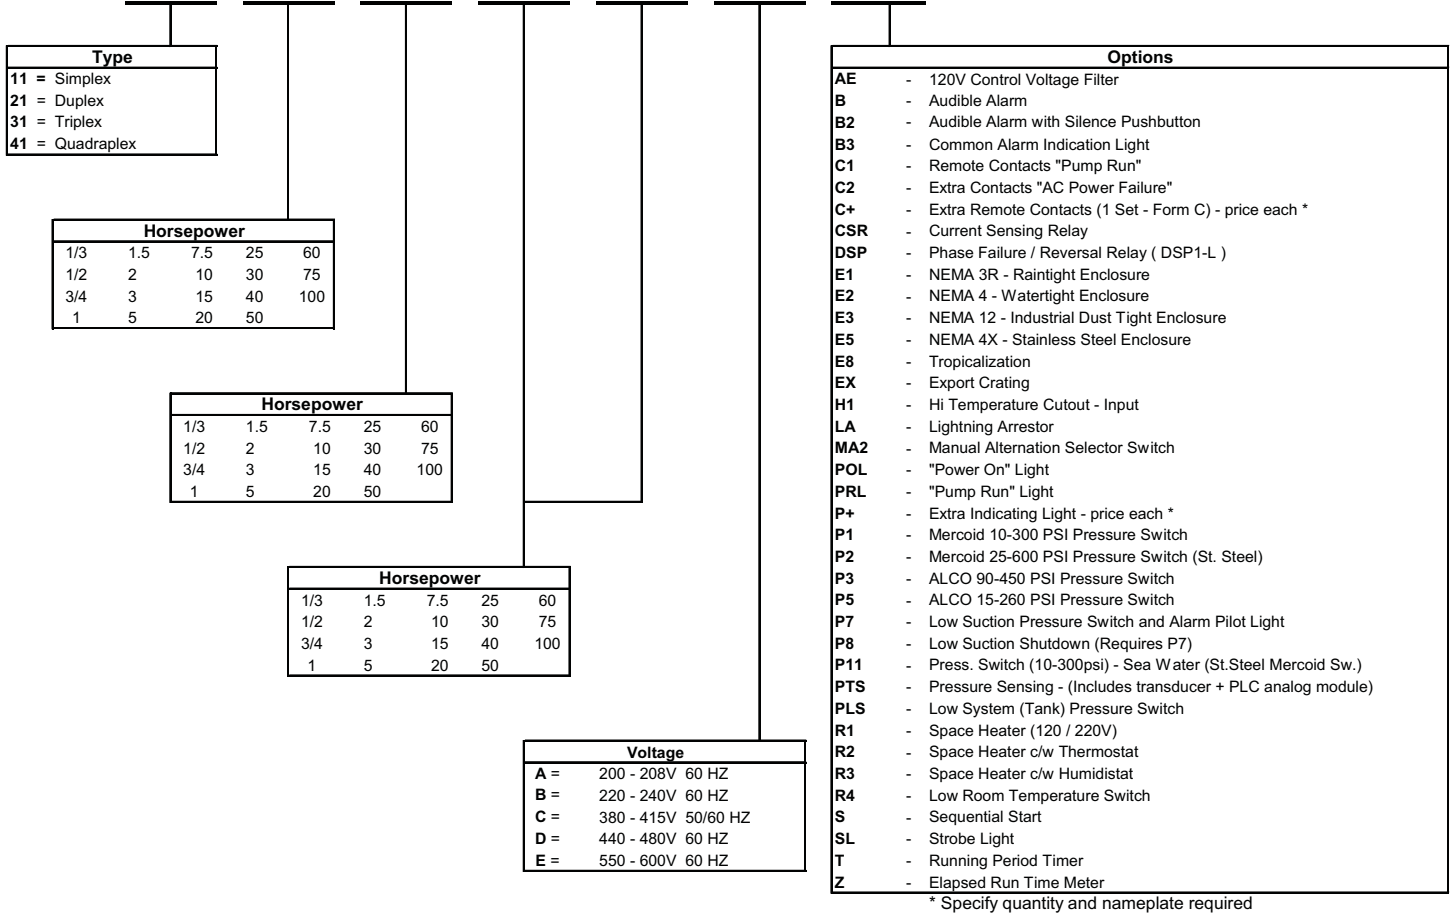 Type
11 = Simplex
21 = Duplex
31 = Triplex
41 = Quadraplex
Horsepower
1/3 1.5 7.5 25 60
1/2 2 10 30 75
3/4 3 15 40 100
1 5 20 50
Horsepower
1/3 1.5 7.5 25 60
1/2 2 10 30 75
3/4 3 15 40 100
1 5 20 50
Horsepower
1/3 1.5 7.5 25 60
1/2 2 10 30 75
3/4 3 15 40 100
1 5 20 50
Voltage
A = 200 - 208V 60 HZ
B = 220 - 240V 60 HZ
C = 380 - 415V 50/60 HZ
D = 440 - 480V 60 HZ
E = 550 - 600V 60 HZ
Options
AE - 120V Control Voltage Filter
B - Audible Alarm
B2 - Audible Alarm with Silence Pushbutton
B3 - Common Alarm Indication Light
C1 - Remote Contacts "Pump Run"
C2 - Extra Contacts "AC Power Failure"
C+ - Extra Remote Contacts (1 Set - Form C) - price each *
CSR - Current Sensing Relay
DSP - Phase Failure / Reversal Relay ( DSP1-L )
E1 - NEMA 3R - Raintight Enclosure
E2 - NEMA 4 - Watertight Enclosure
E3 - NEMA 12 - Industrial Dust Tight Enclosure
E5 - NEMA 4X - Stainless Steel Enclosure
E8 - Tropicalization
EX - Export Crating
H1 - Hi Temperature Cutout - Input
LA - Lightning Arrestor
MA2 - Manual Alternation Selector Switch
POL - "Power On" Light
PRL - "Pump Run" Light
P+ - Extra Indicating Light - price each *
P1 - Mercoid 10-300 PSI Pressure Switch
P2 - Mercoid 25-600 PSI Pressure Switch (St. Steel)
P3 - ALCO 90-450 PSI Pressure Switch
P5 - ALCO 15-260 PSI Pressure Switch
P7 - Low Suction Pressure Switch and Alarm Pilot Light
P8 - Low Suction Shutdown (Requires P7)
P11 - Press. Switch (10-300psi) - Sea Water (St.Steel Mercoid Sw.)
PTS - Pressure Sensing - (Includes transducer + PLC analog module)
PLS - Low System (Tank) Pressure Switch
R1 - Space Heater (120 / 220V)
R2 - Space Heater c/w Thermostat
R3 - Space Heater c/w Humidistat
R4 - Low Room Temperature Switch
S - Sequential Start
SL - Strobe Light
T - Running Period Timer
Z - Elapsed Run Time Meter
* Specify quantity and nameplate required